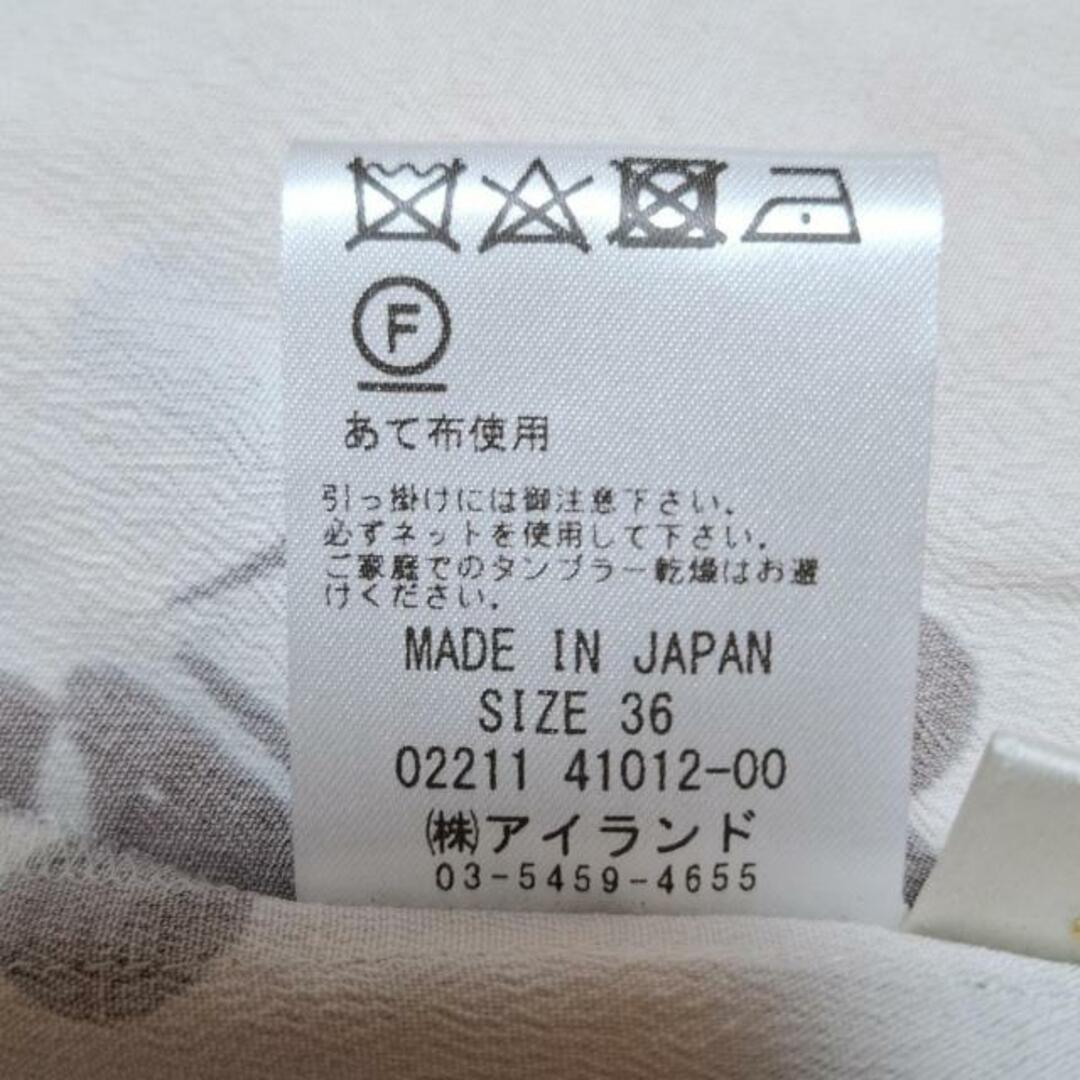 F
あて布使用
引っ掛けには御注意下さい.
必ずネットを使用して下さい.
ご家庭でのタンブラー乾燥はお避
けください.
MADE IN JAPAN
SIZE 36
02211 41012-00
㈱アイランド
03-5459-4655